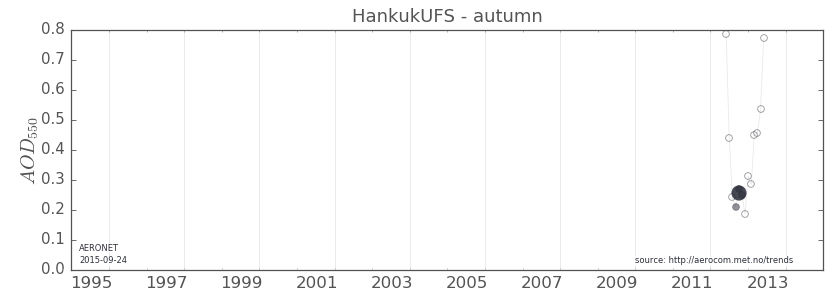 HankukUFS - autumn
0.8
0.7
0.6
0.5
0.4
0.3
0.2
0.1
0.0
AOD550
AERONET
2015-09-24
source: http://aerocom.met.no/trends
1995 1997 1999 2001 2003 2005 2007 2009 2011 2013